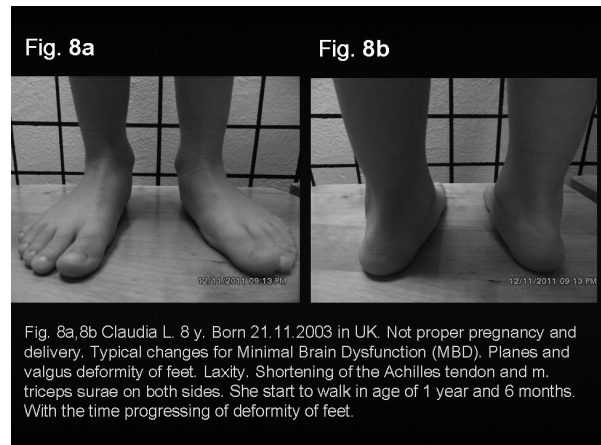 Fig. 8a
Fig. 8b
12/11/2011 09:13 PM
12/11/2011 09:13 PM
Fig. 8a,8b Claudia L. 8 y. Born 21.11.2003 in UK. Not proper pregnancy and
delivery. Typical changes for Minimal Brain Dysfunction (MBD). Planes and
valgus deformity of feet. Laxity. Shortening of the Achilles tendon and m.
triceps surae on both sides. She start to walk in age of 1 year and 6 months.
With the time progressing of deformity of feet.